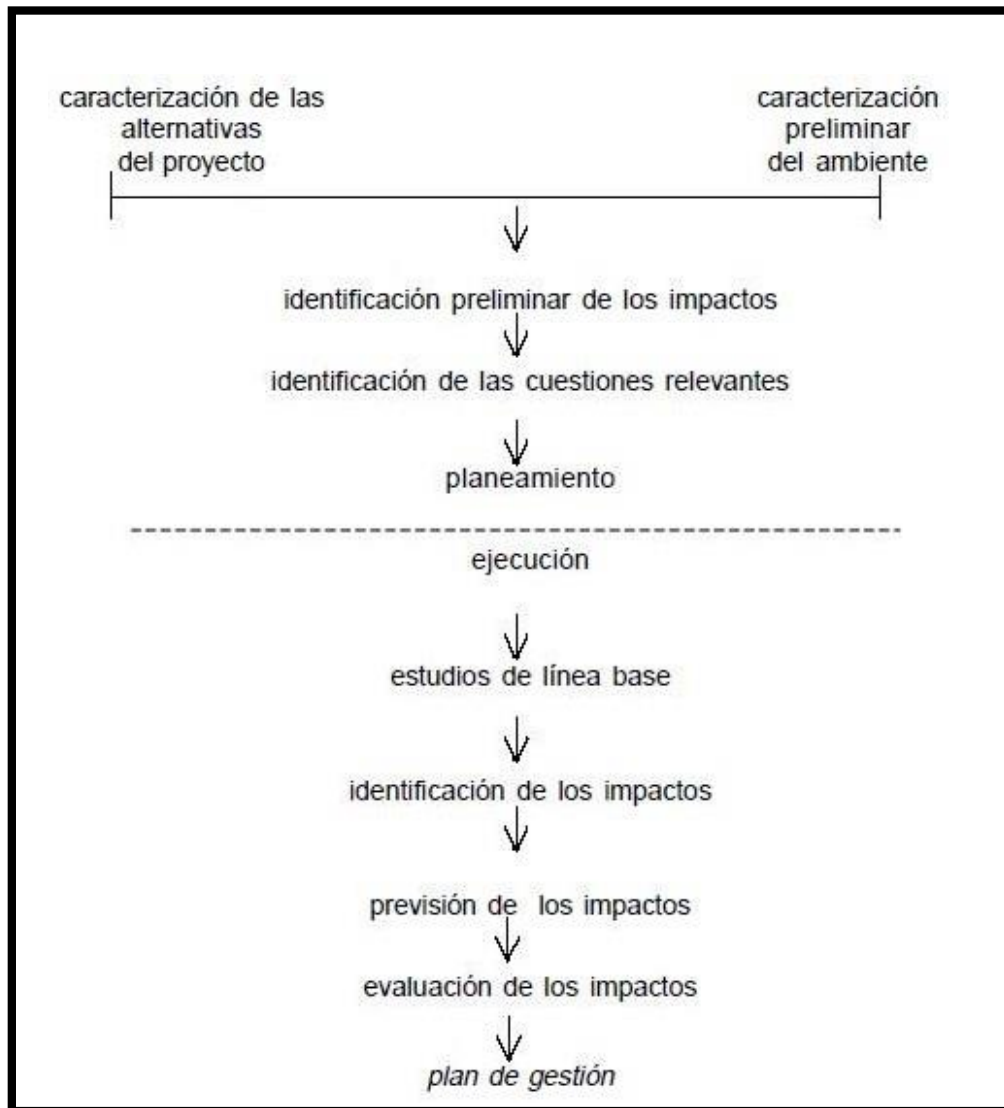 caracterización de las
alternativas
del proyecto
caracterización
preliminar
del ambiente
identificación preliminar de los impactos
identificación de las cuestiones relevantes
planeamiento
ejecución
estudios de línea base
identificación de los impactos
previsión de los impactos
evaluación de los impactos
plan de gestión